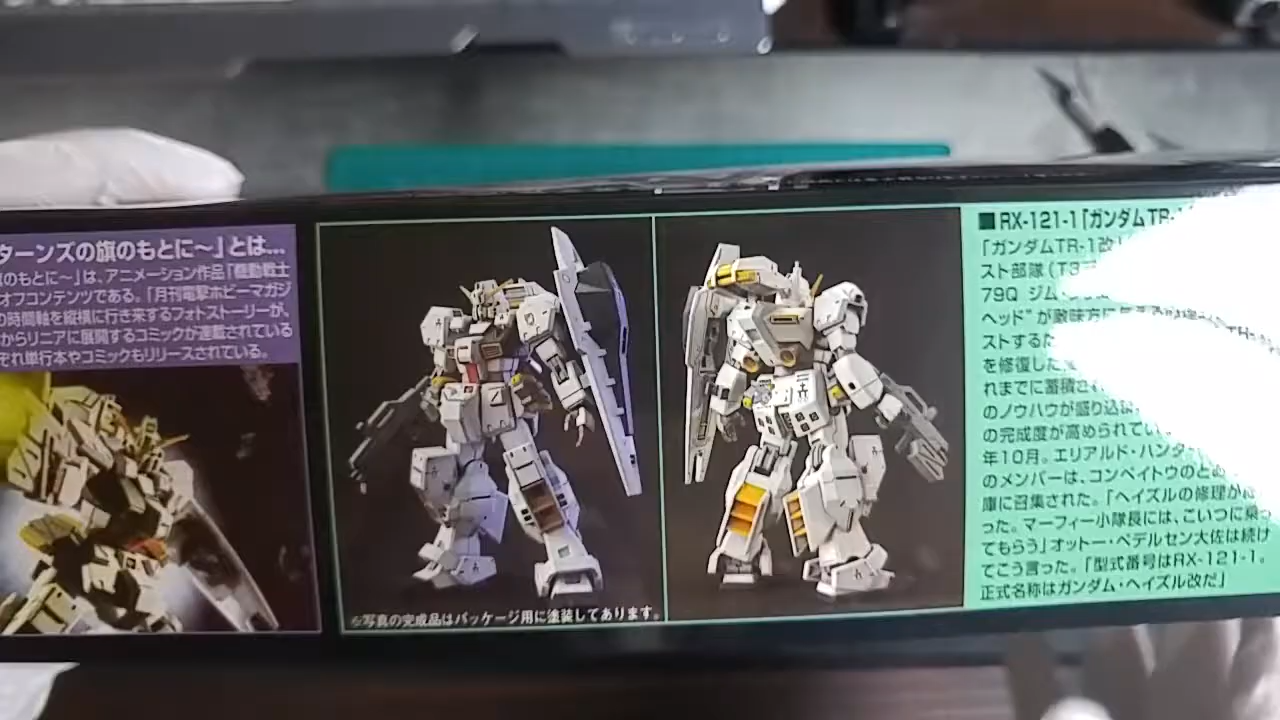 ターンズの旗のもとに～」とは...
のもとに～」は、アニメーション作品「機動戦士
オフコンテンツである。「月刊電撃ホビーマガジ
の時間軸を縦横に行き来するフォトストーリーが、
からリニアに展開するコミックが連載されている
ぞれ単行本やコミックもリリースされている。
※写真の完成品はパッケージ用に塗装してあります。
■RX-121-1「ガンダムTR-1
「ガンダムTR-1改
スト部隊(T3
79Q ジム
ヘッド"が敵味方に
ストするた
を修復した
れまでに蓄積さ
のノウハウが盛り込
の完成度が高められてい
年10月。エリアルド・ハンタ
のメンバーは、コンペイトウの
庫に召集された。「ヘイズルの修理が
った。マーフィー小隊長には、こいつに乗っ
てもらう」オットー・ペデルセン大佐は続け
てこう言った。「型式番号はRX-121-1。
正式名称はガンダム・ヘイズル改だ」